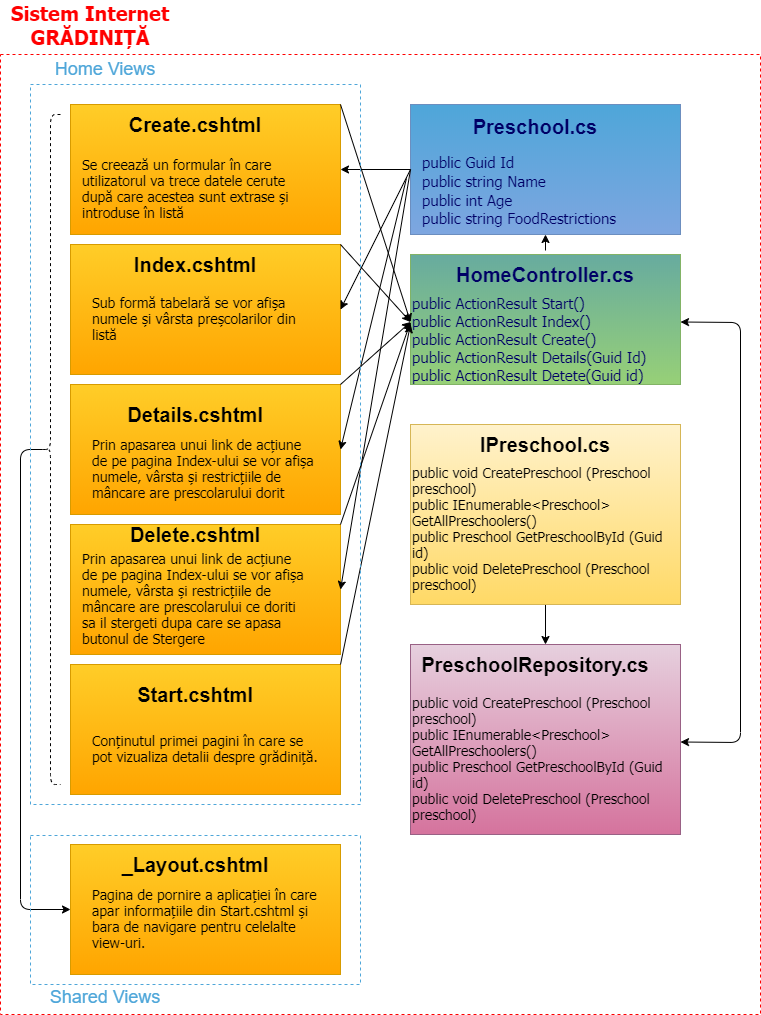 Sistem Internet
GRĂDINIȚĂ
Home Views
Create.cshtml
Se creează un formular în care
utilizatorul va trece datele cerute
după care acestea sunt extrase și
introduse în listă
Index.cshtml
Sub formă tabelară se vor afișa
numele și vârsta preșcolarilor din
listă
Details.cshtml
Prin apasarea unui link de acțiune
de pe pagina Index-ului se vor afișa
numele, vârsta și restricțiile de
mâncare are prescolarului dorit
Delete.cshtml
Prin apasarea unui link de acțiune
de pe pagina Index-ului se vor afișa
numele, vârsta și restricțiile de
mâncare are prescolarului ce doriti
sa il stergeti dupa care se apasa
butonul de Stergere
Start.cshtml
Conținutul primei pagini în care se
pot vizualiza detalii despre grădiniță.
_Layout.cshtml
Pagina de pornire a aplicației în care
apar informațiile din Start.cshtml și
bara de navigare pentru celelalte
view-uri.
Shared Views
Preschool.cs
public Guid Id
public string Name
public int Age
public string FoodRestrictions
HomeController.cs
public ActionResult Start()
public ActionResult Index()
public ActionResult Create()
public ActionResult Details(Guid Id)
public ActionResult Detete(Guid id)
IPreschool.cs
public void CreatePreschool (Preschool
preschool)
public IEnumerable<Preschool>
GetAllPreschoolers()
public Preschool GetPreschoolById (Guid
id)
public void DeletePreschool (Preschool
preschool)
PreschoolRepository.cs
public void CreatePreschool (Preschool
preschool)
public IEnumerable<Preschool>
GetAllPreschoolers()
public Preschool GetPreschoolById (Guid
id)
public void DeletePreschool (Preschool
preschool)